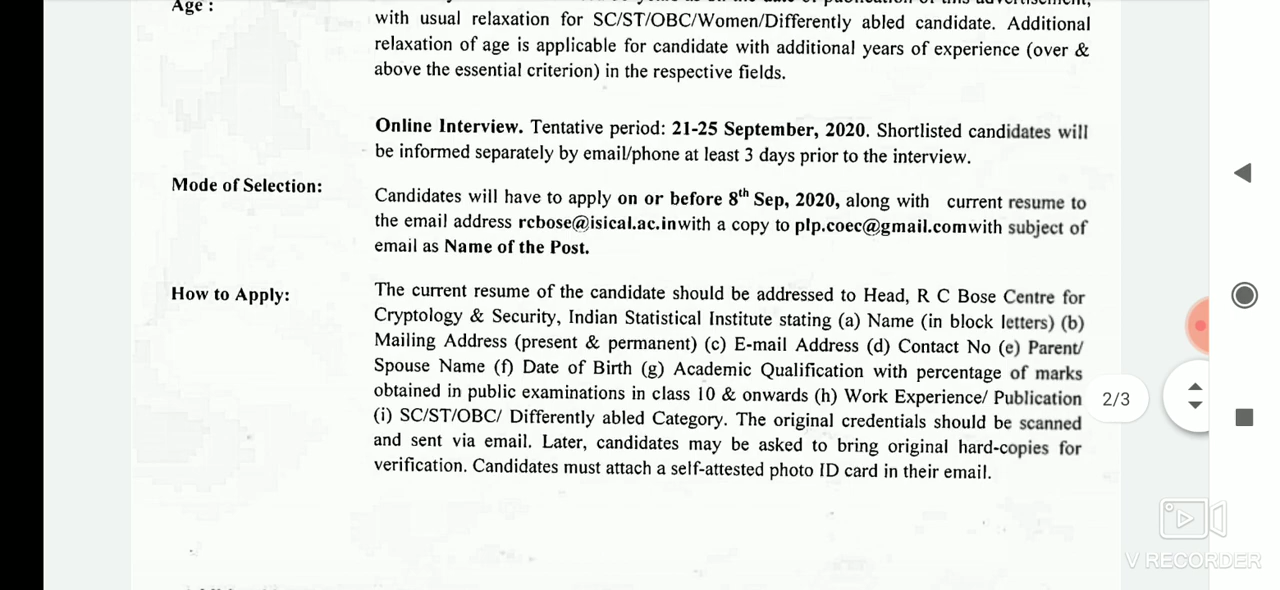 Age :
with usual relaxation for SC/ST/OBC/Women/Differently abled candidate. Additional
relaxation of age is applicable for candidate with additional years of experience (over &
above the essential criterion) in the respective fields.
Online Interview. Tentative period: 21-25 September, 2020. Shortlisted candidates will
be informed separately by email/phone at least 3 days prior to the interview.
Mode of Selection:
Candidates will have to apply on or before 8th Sep, 2020, along with current resume to
the email address rcbose@isical.ac.inwith a copy to plp.coec@gmail.comwith subject of
email as Name of the Post.
How to Apply:
The current resume of the candidate should be addressed to Head, R C Bose Centre for
Cryptology & Security, Indian Statistical Institute stating (a) Name (in block letters) (b)
Mailing Address (present & permanent) (c) E-mail Address (d) Contact No (e) Parent/
Spouse Name (f) Date of Birth (g) Academic Qualification with percentage of marks
obtained in public examinations in class 10 & onwards (h) Work Experience/ Publication
(i) SC/ST/OBC/ Differently abled Category. The original credentials should be scanned
and sent via email. Later, candidates may be asked to bring original hard-copies for
verification. Candidates must attach a self-attested photo ID card in their email.
2/3
V RECORDER